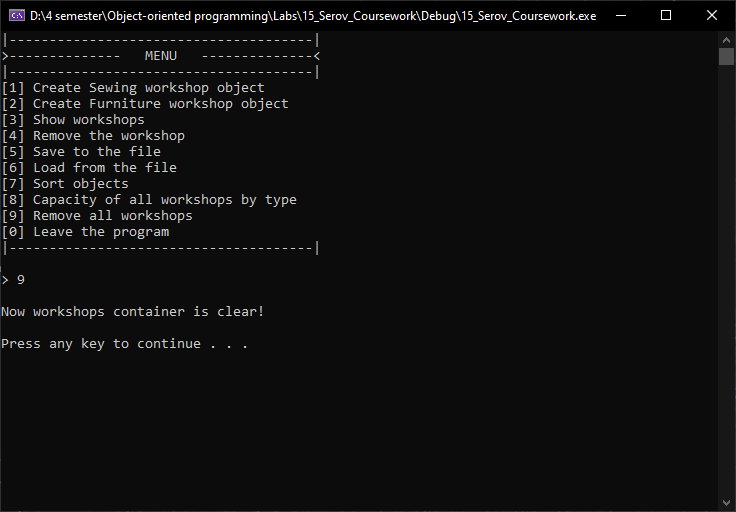 D:\4 semester\Object-oriented programming\Labs\15_Serov_Coursework\Debug\15_Serov_Coursework.exe
|--------------------------------------|
>--------------   MENU   --------------<
|--------------------------------------|
[1] Create Sewing workshop object
[2] Create Furniture workshop object
[3] Show workshops
[4] Remove the workshop
[5] Save to the file
[6] Load from the file
[7] Sort objects
[8] Capacity of all workshops by type
[9] Remove all workshops
[0] Leave the program
|--------------------------------------|
> 9
Now workshops container is clear!
Press any key to continue . . .